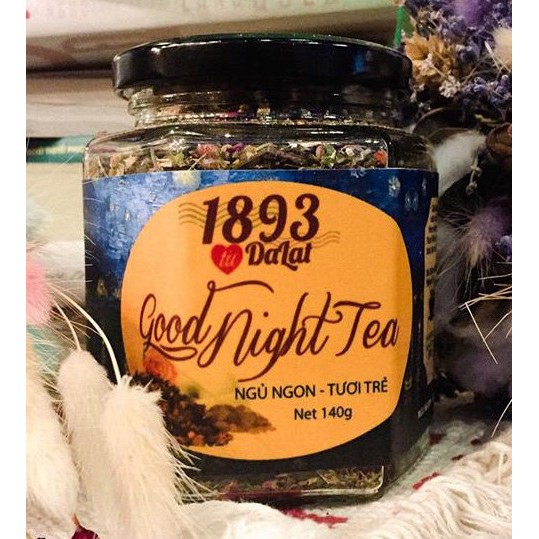 1893
từ DaLat
Good Night Tea
NGỦ NGON - TƯƠI TRẺ
Net 140g